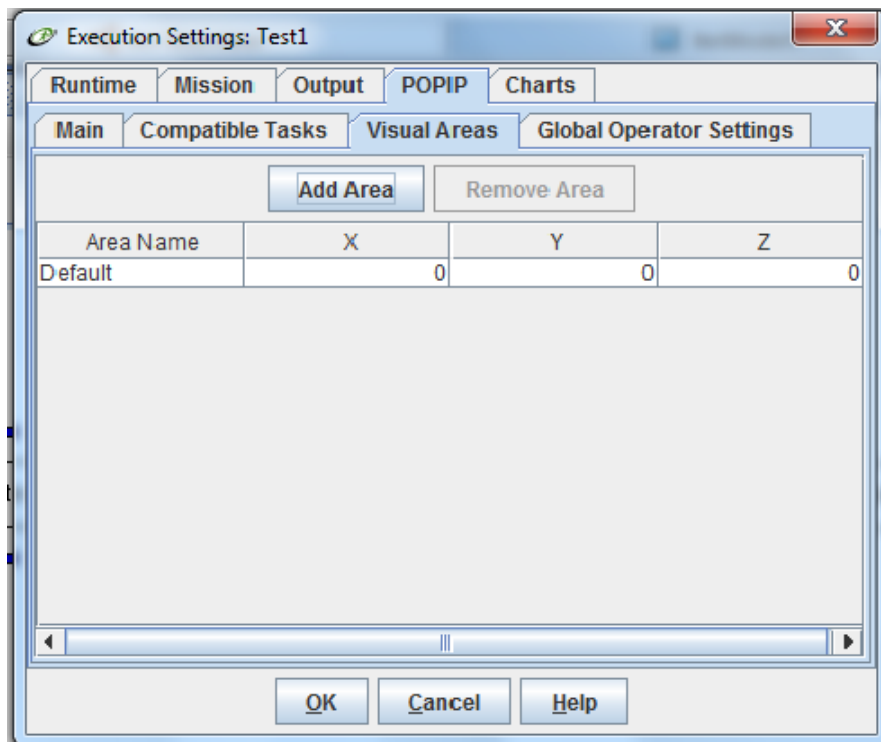 Execution Settings: Test1
Runtime Mission Output POPIP Charts
Main Compatible Tasks Visual Areas Global Operator Settings
Add Area Remove Area
Area Name X Y Z
Default 0 0 0
OK Cancel Help